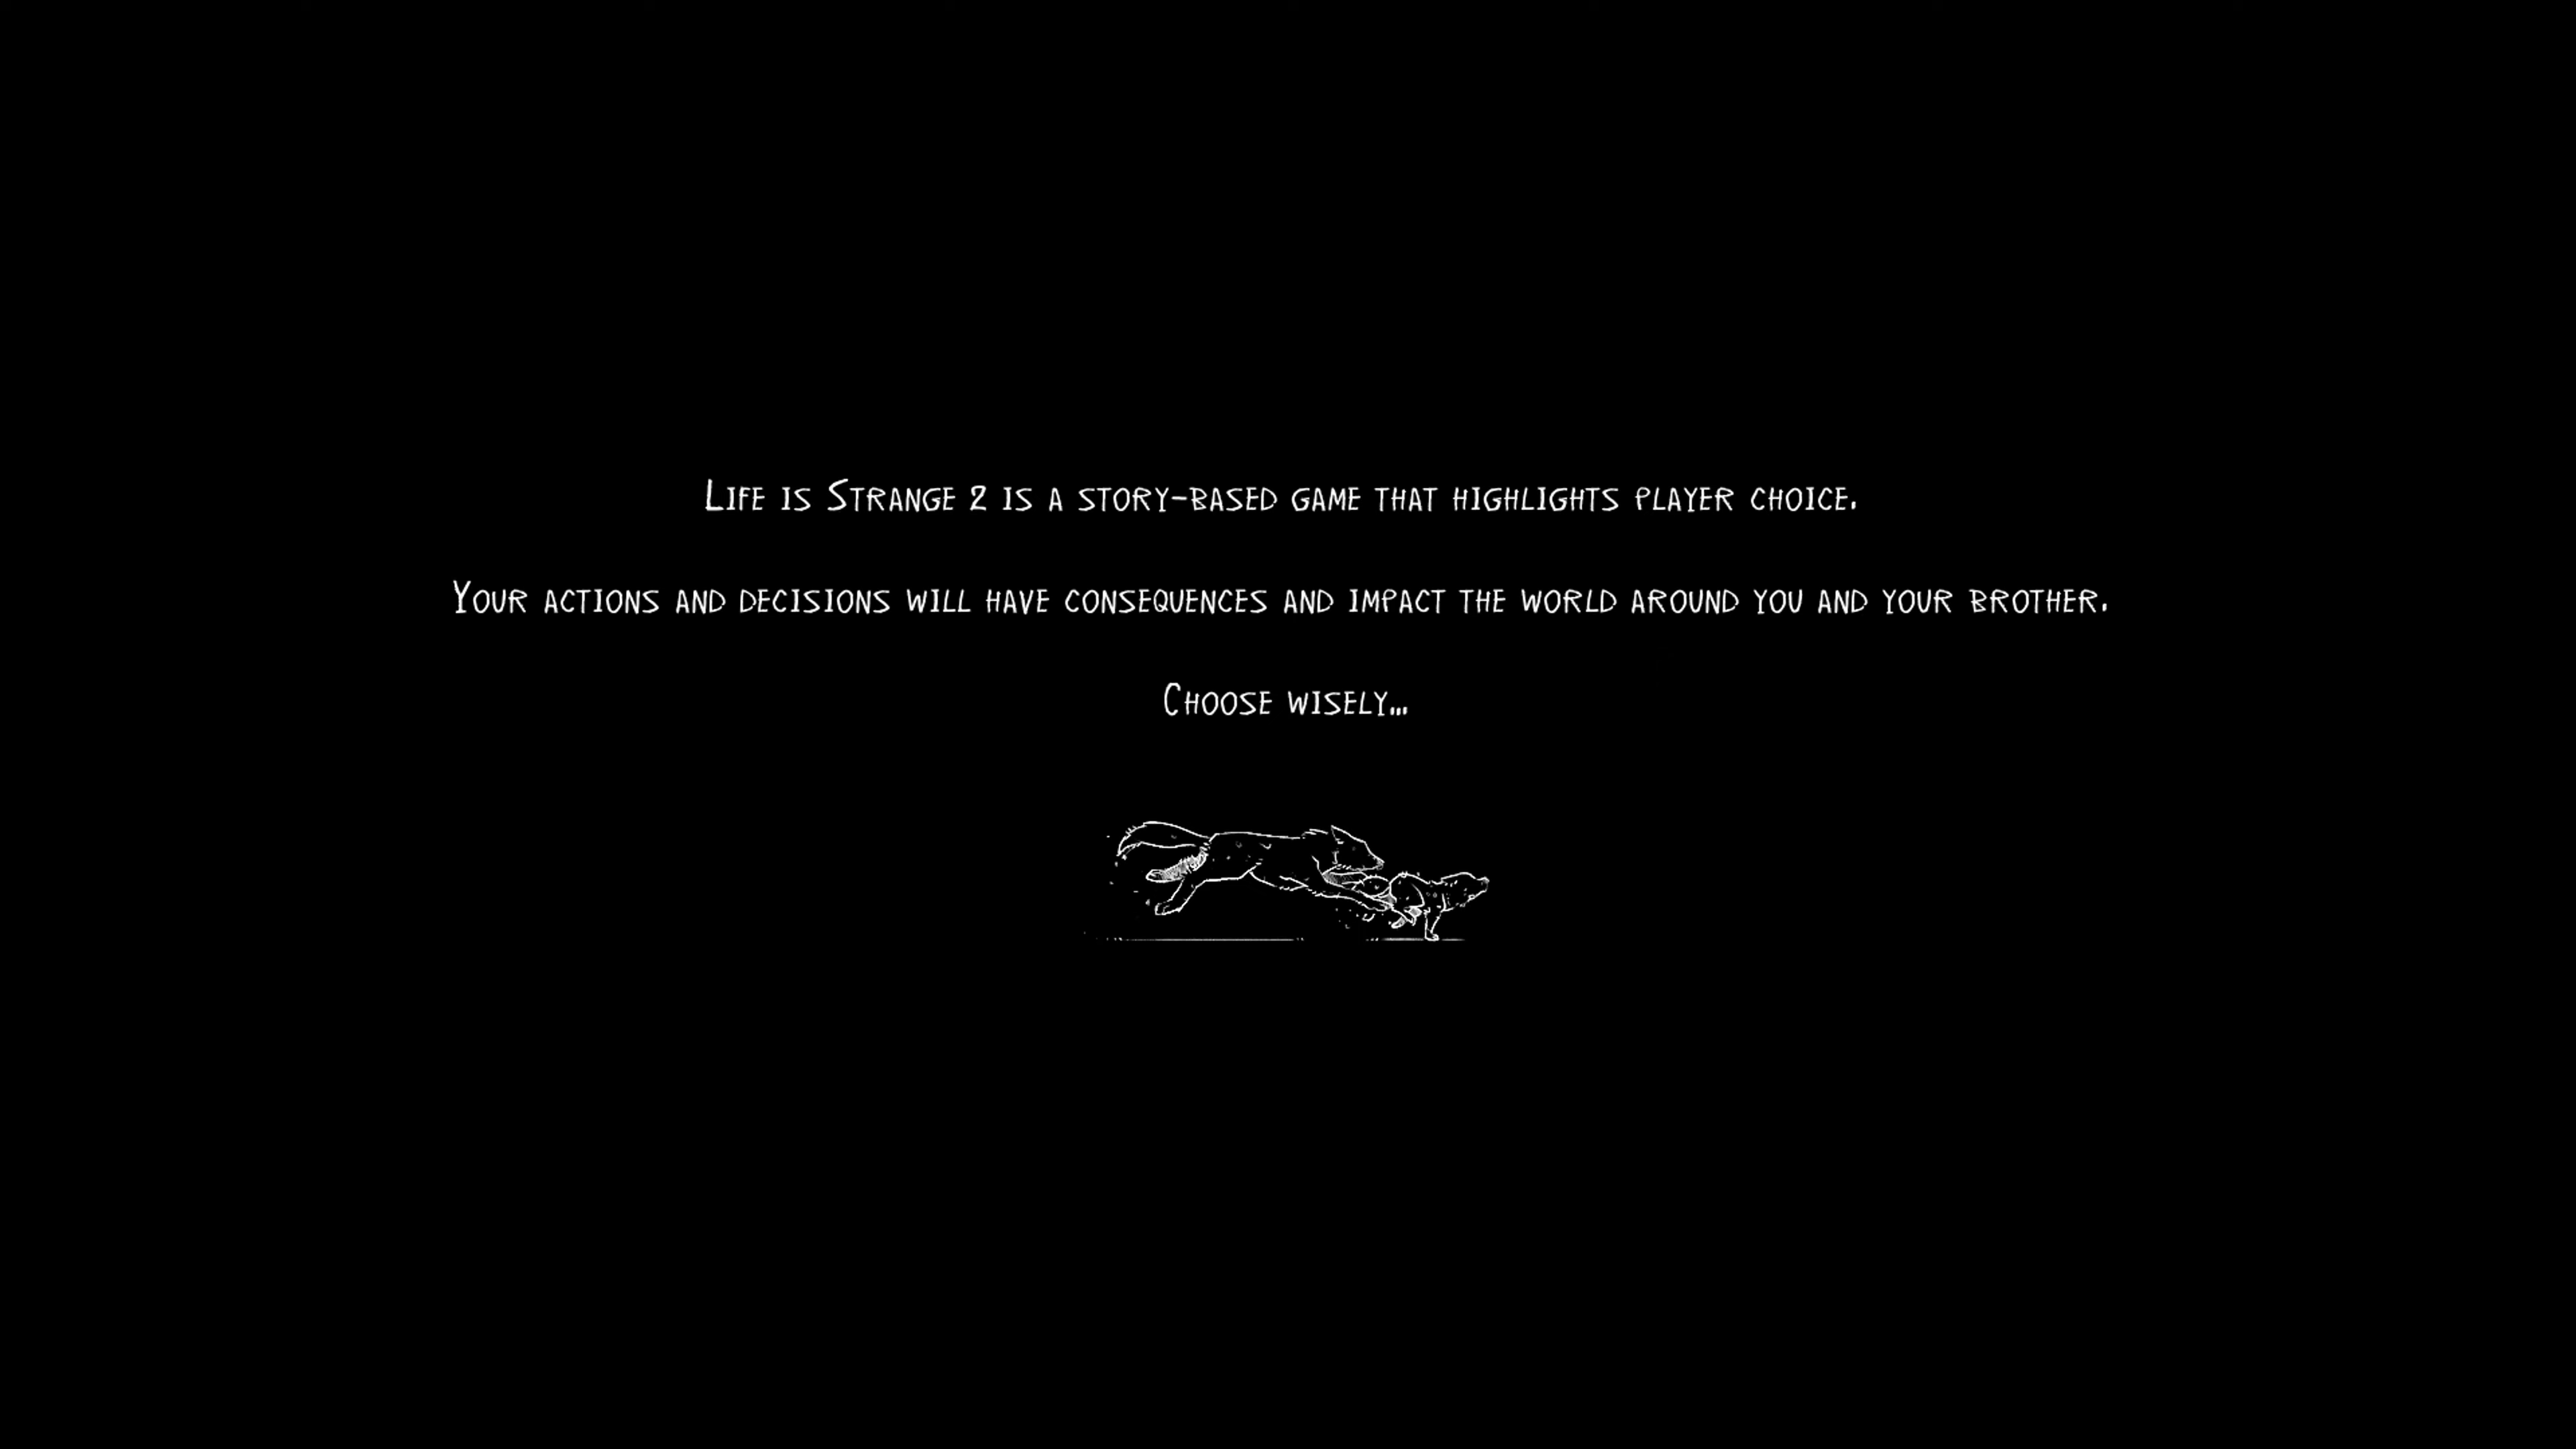 Life is Strange 2 is a story-based game that highlights player choice.
Your actions and decisions will have consequences and impact the world around you and your brother.
Choose wisely...